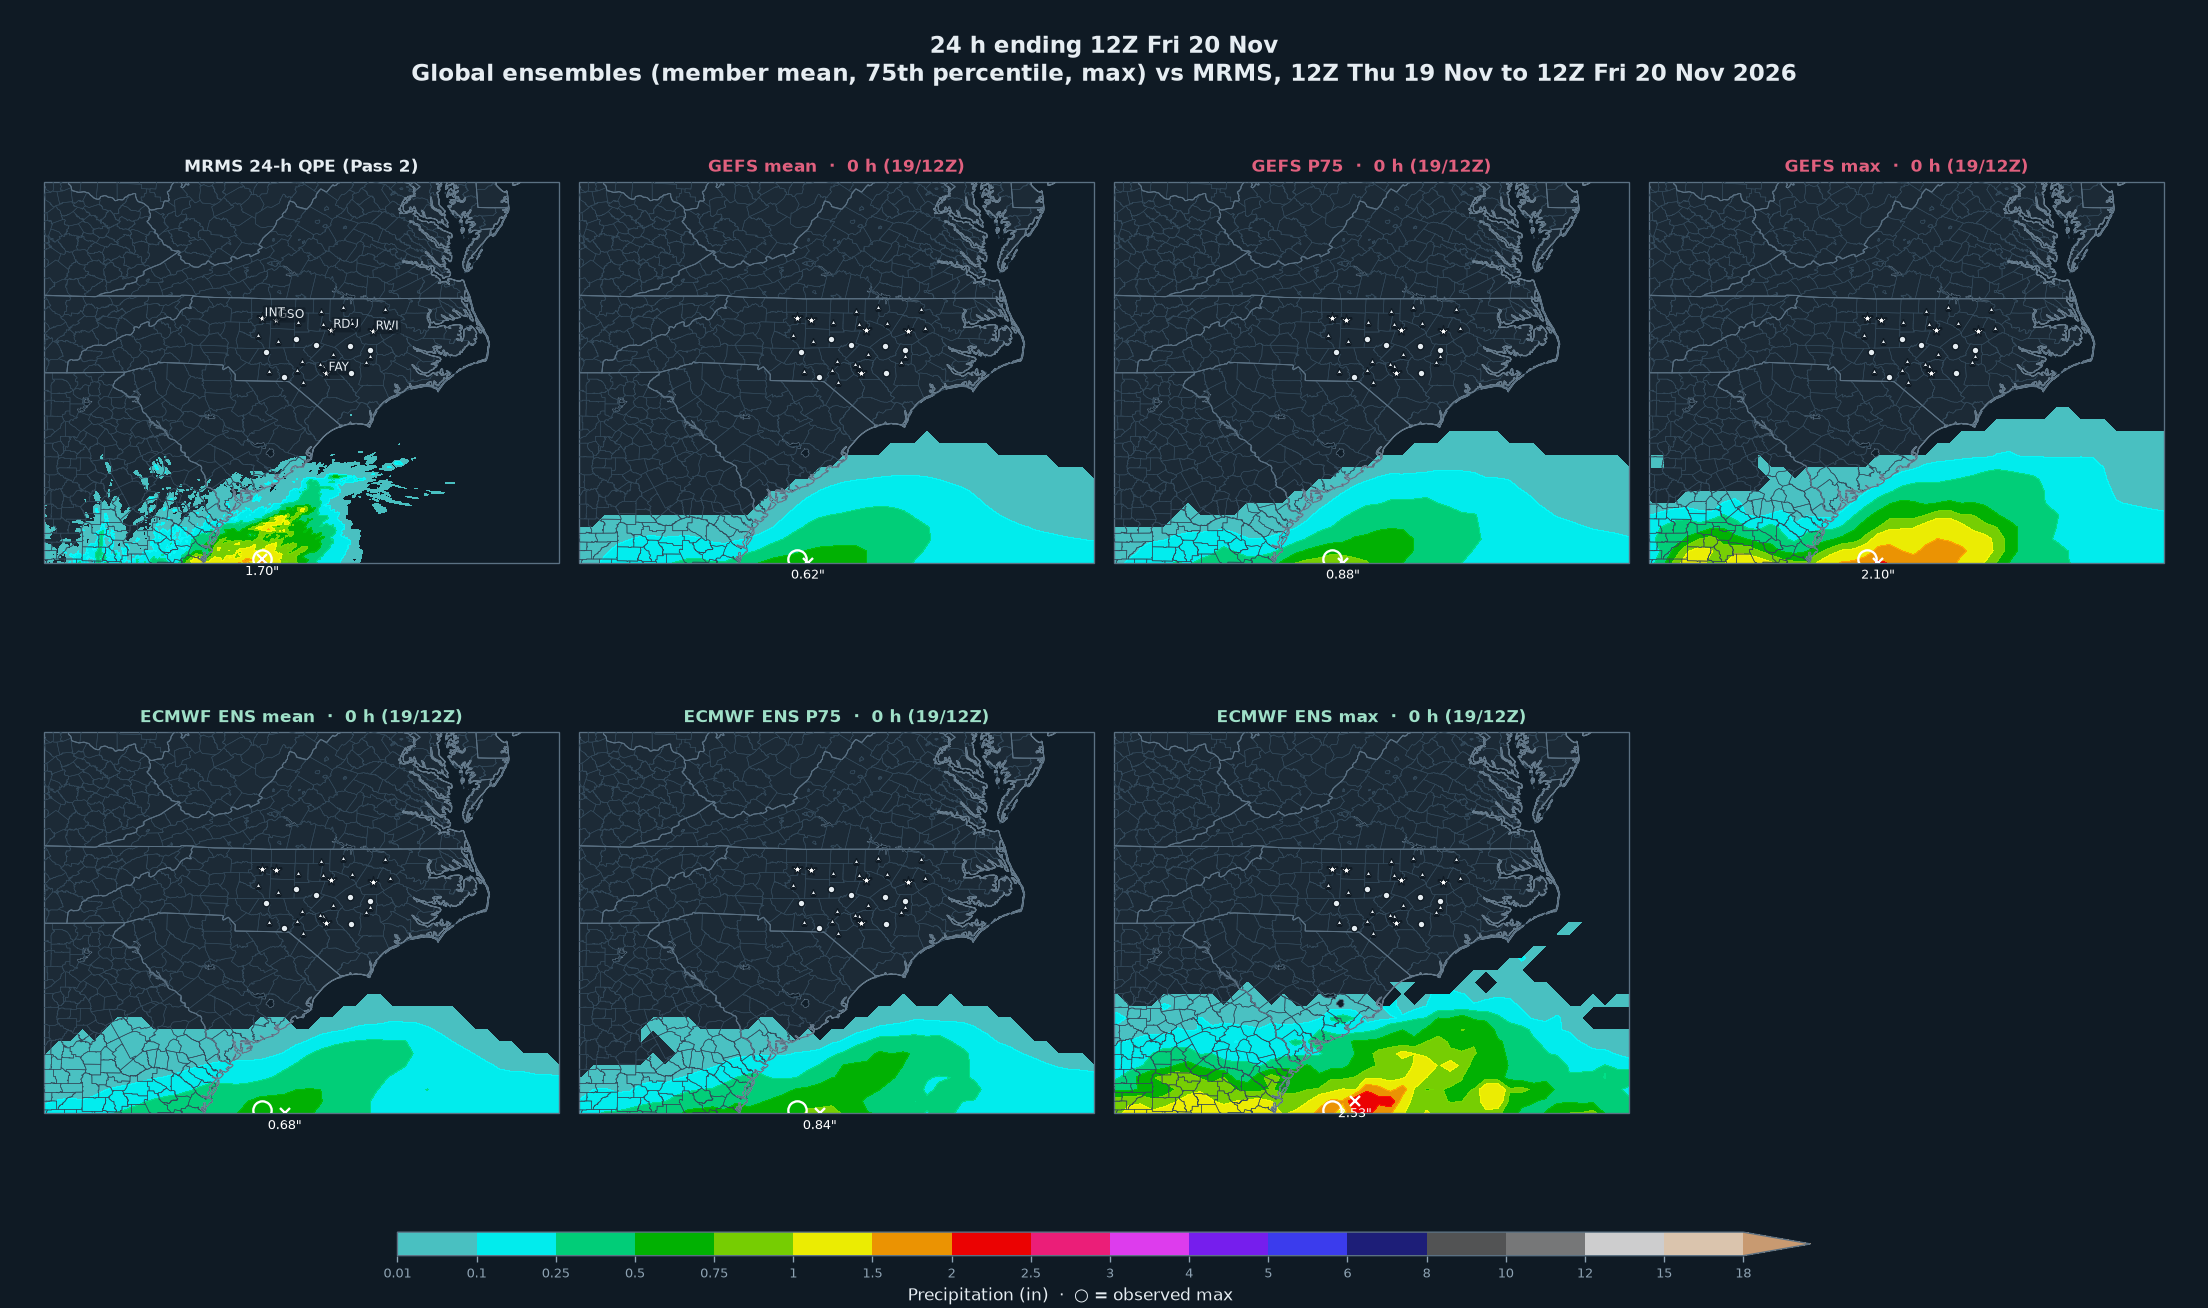 24 h ending 12Z Fri 20 Nov
Global ensembles (member mean, 75th percentile, max) vs MRMS, 12Z Thu 19 Nov to 12Z Fri 20 Nov 2026
MRMS 24-h QPE (Pass 2)
GEFS mean · 0 h (19/12Z)
GEFS P75 · 0 h (19/12Z)
GEFS max · 0 h (19/12Z)
INT SO
RDU
RWI
FAY
1.70"
0.62"
0.88"
2.10"
ECMWF ENS mean · 0 h (19/12Z)
ECMWF ENS P75 · 0 h (19/12Z)
ECMWF ENS max · 0 h (19/12Z)
0.68"
0.84"
2.53"
0.01 0.1 0.25 0.5 0.75 1 1.5 2 2.5 3 4 5 6 8 10 12 15 18
Precipitation (in) · ○ = observed max